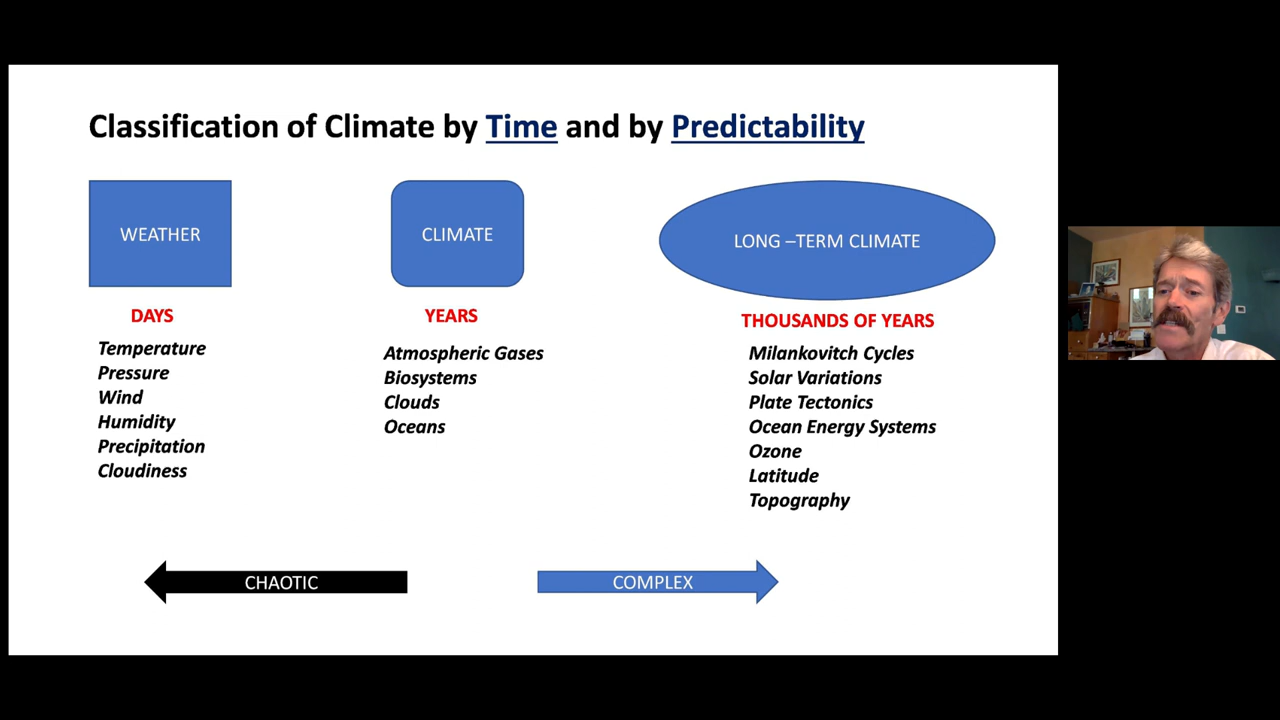 Classification of Climate by Time and by Predictability
WEATHER
DAYS
Temperature
Pressure
Wind
Humidity
Precipitation
Cloudiness
CLIMATE
YEARS
Atmospheric Gases
Biosystems
Clouds
Oceans
LONG –TERM CLIMATE
THOUSANDS OF YEARS
Milankovitch Cycles
Solar Variations
Plate Tectonics
Ocean Energy Systems
Ozone
Latitude
Topography
CHAOTIC
COMPLEX